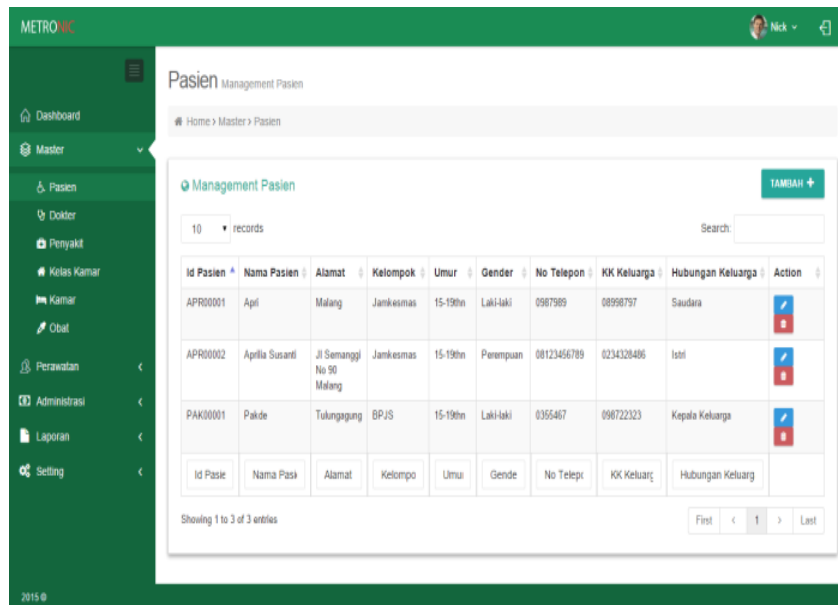 METRONIC
Nick
Pasien Management Pasien
Dashboard
Home > Master > Pasien
Master
Pasien
Dokter
Penyakit
Kelas Kamar
Kamar
Obat
Perawatan
Administrasi
Laporan
Setting
Management Pasien
TAMBAH +
10 records
Search:
Id Pasien Nama Pasien Alamat Kelompok Umur Gender No Telepon KK Keluarga Hubungan Keluarga Action
APR00001 Apri Malang Jamkesmas 15-19thn Laki-laki 0987989 08998797 Saudara
APR00002 Aprilia Susanti Jl Semanggi No 90 Malang Jamkesmas 15-19thn Perempuan 08123456789 0234328486 Istri
PAK00001 Pakde Tulungagung BPJS 15-19thn Laki-laki 0355467 098722323 Kepala Keluarga
Id Pasie Nama Pasi Alamat Kelompo Umu Gende No Telepo KK Keluarg Hubungan Keluarg
Showing 1 to 3 of 3 entries
First < 1 > Last
2015 ©